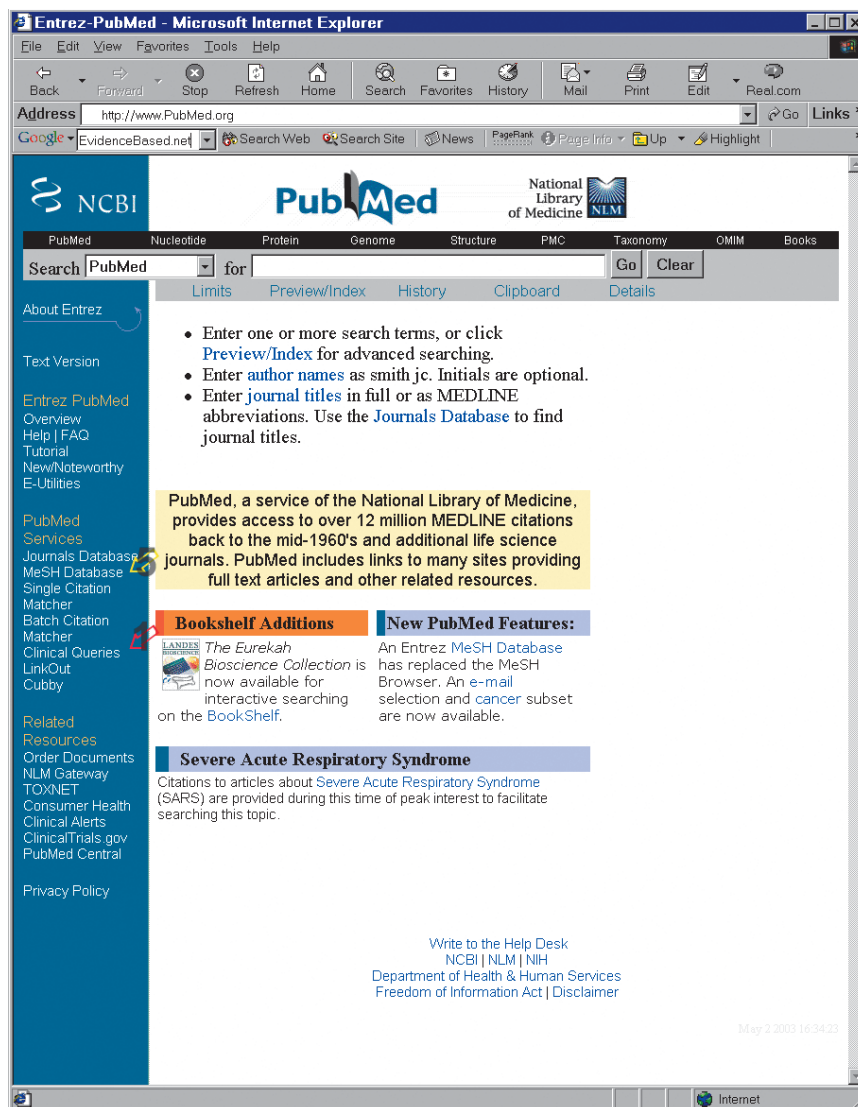 Entrez-PubMed - Microsoft Internet Explorer
File Edit View Favorites Tools Help
Back Forward Stop Refresh Home Search Favorites History Mail Print Edit Real.com
Address http://www.PubMed.org Go Links
Google EvidenceBased.net Search Web Search Site News PageRank Page Info Up Highlight
NCBI PubMed National
Library
of Medicine NLM
PubMed Nucleotide Protein Genome Structure PMC Taxonomy OMIM Books
Search PubMed for Go Clear
Limits Preview/Index History Clipboard Details
About Entrez
Text Version
Entrez PubMed
Overview
Help | FAQ
Tutorial
New/Noteworthy
E-Utilities
PubMed
Services
Journals Database
MeSH Database
Single Citation
Matcher
Batch Citation
Matcher
Clinical Queries
LinkOut
Cubby
Related
Resources
Order Documents
NLM Gateway
TOXNET
Consumer Health
Clinical Alerts
ClinicalTrials.gov
PubMed Central
Privacy Policy
• Enter one or more search terms, or click
Preview/Index for advanced searching.
• Enter author names as smith jc. Initials are optional.
• Enter journal titles in full or as MEDLINE
abbreviations. Use the Journals Database to find
journal titles.
PubMed, a service of the National Library of Medicine,
provides access to over 12 million MEDLINE citations
back to the mid-1960's and additional life science
journals. PubMed includes links to many sites providing
full text articles and other related resources.
Bookshelf Additions
LANDES
BIOSCIENCE
The Eurekah
Bioscience Collection is
now available for
interactive searching
on the BookShelf.
New PubMed Features:
An Entrez MeSH Database
has replaced the MeSH
Browser. An e-mail
selection and cancer subset
are now available.
Severe Acute Respiratory Syndrome
Citations to articles about Severe Acute Respiratory Syndrome
(SARS) are provided during this time of peak interest to facilitate
searching this topic.
Write to the Help Desk
NCBI | NLM | NIH
Department of Health & Human Services
Freedom of Information Act | Disclaimer
May 2 2003 16:34:23
Internet